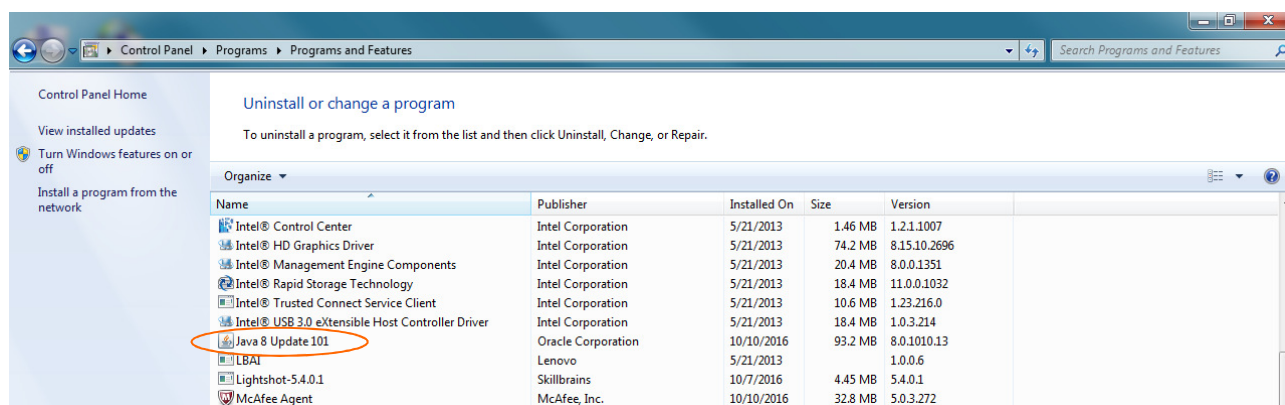 Control Panel ▸ Programs ▸ Programs and Features
Search Programs and Features
Control Panel Home
View installed updates
Turn Windows features on or
off
Install a program from the
network
Uninstall or change a program
To uninstall a program, select it from the list and then click Uninstall, Change, or Repair.
Organize
Name Publisher Installed On Size Version
Intel® Control Center Intel Corporation 5/21/2013 1.46 MB 1.2.1.1007
Intel® HD Graphics Driver Intel Corporation 5/21/2013 74.2 MB 8.15.10.2696
Intel® Management Engine Components Intel Corporation 5/21/2013 20.4 MB 8.0.0.1351
Intel® Rapid Storage Technology Intel Corporation 5/21/2013 18.4 MB 11.0.0.1032
Intel® Trusted Connect Service Client Intel Corporation 5/21/2013 10.6 MB 1.23.216.0
Intel® USB 3.0 eXtensible Host Controller Driver Intel Corporation 5/21/2013 18.4 MB 1.0.3.214
Java 8 Update 101 Oracle Corporation 10/10/2016 93.2 MB 8.0.1010.13
LBAI Lenovo 5/21/2013 1.0.0.6
Lightshot-5.4.0.1 Skillbrains 10/7/2016 4.45 MB 5.4.0.1
McAfee Agent McAfee, Inc. 10/10/2016 32.8 MB 5.0.3.272